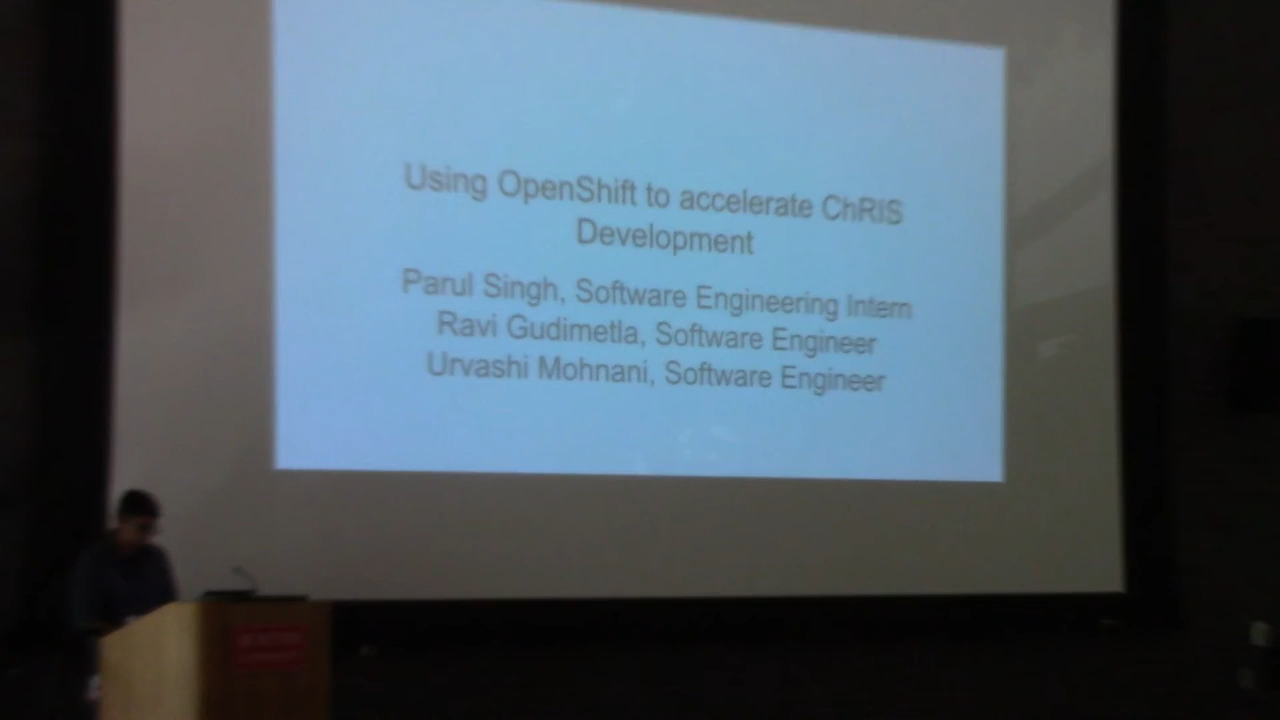 Using OpenShift to accelerate ChRIS
Development
Parul Singh, Software Engineering Intern
Ravi Gudimetla, Software Engineer
Urvashi Mohnani, Software Engineer